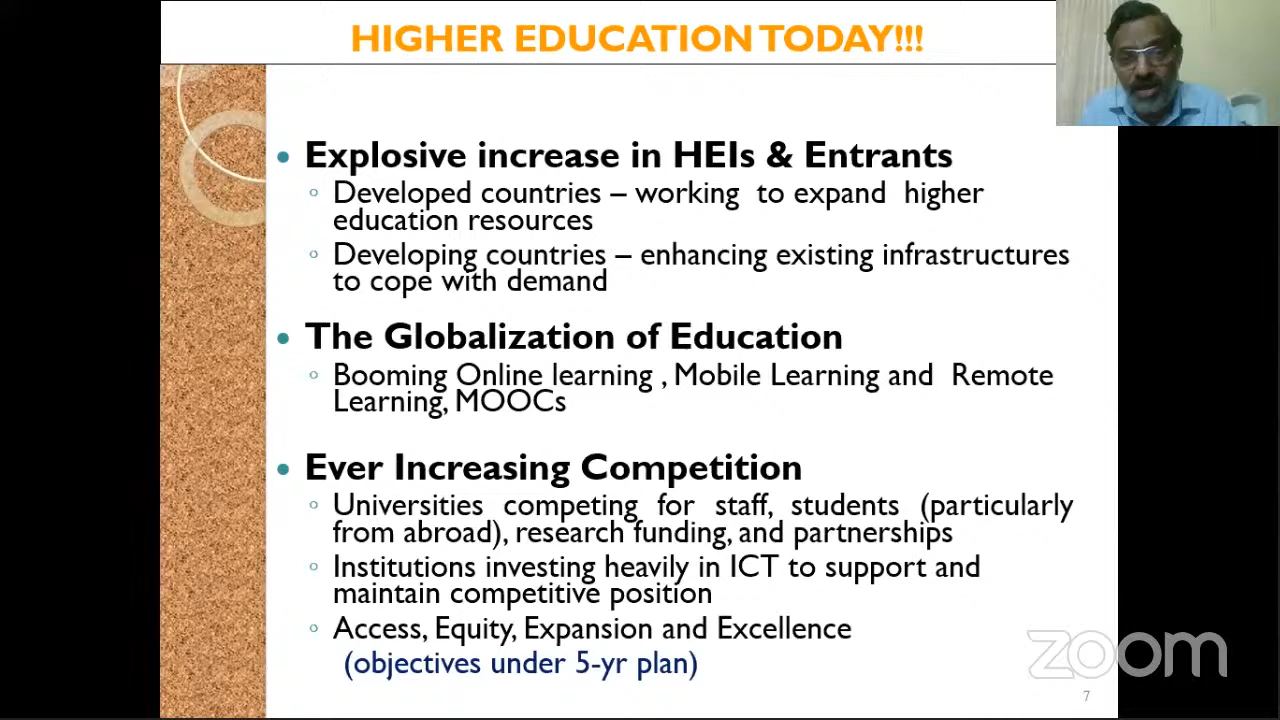 HIGHER EDUCATION TODAY!!!
• Explosive increase in HEIs & Entrants
◦ Developed countries – working to expand higher
education resources
◦ Developing countries – enhancing existing infrastructures
to cope with demand
• The Globalization of Education
◦ Booming Online learning , Mobile Learning and Remote
Learning, MOOCs
• Ever Increasing Competition
◦ Universities competing for staff, students (particularly
from abroad), research funding, and partnerships
◦ Institutions investing heavily in ICT to support and
maintain competitive position
◦ Access, Equity, Expansion and Excellence
(objectives under 5-yr plan)
zoom
7